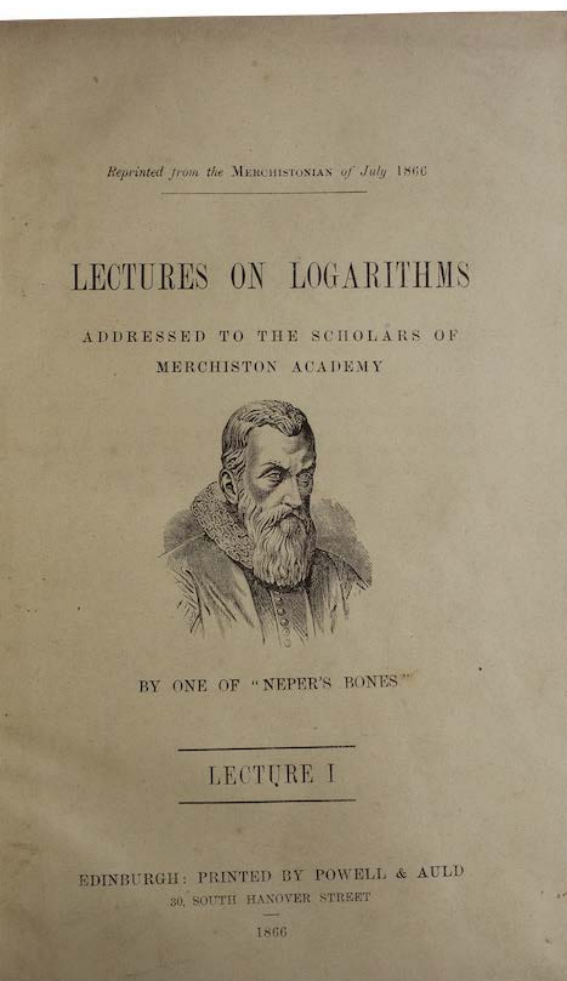 Reprinted from the MERCHISTONIAN of July 1866
LECTURES ON LOGARITHMS
ADDRESSED TO THE SCHOLARS OF
MERCHISTON ACADEMY
BY ONE OF “NEPER'S BONES”
LECTURE I
EDINBURGH: PRINTED BY POWELL & AULD
30, SOUTH HANOVER STREET
1866